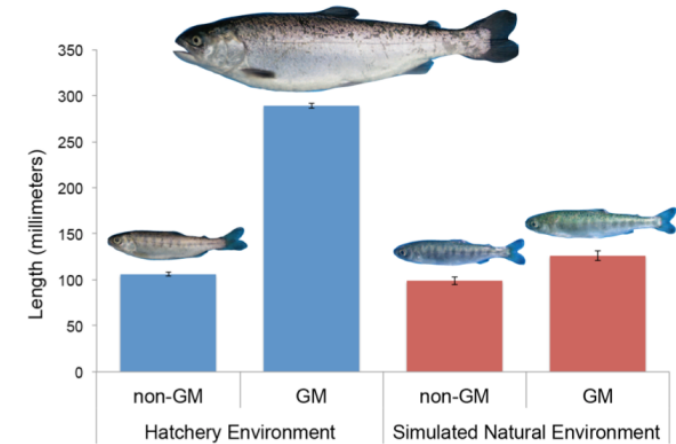 Length (millimeters)
350
300
250
200
150
100
50
0
non-GM
GM
non-GM
GM
Hatchery Environment
Simulated Natural Environment